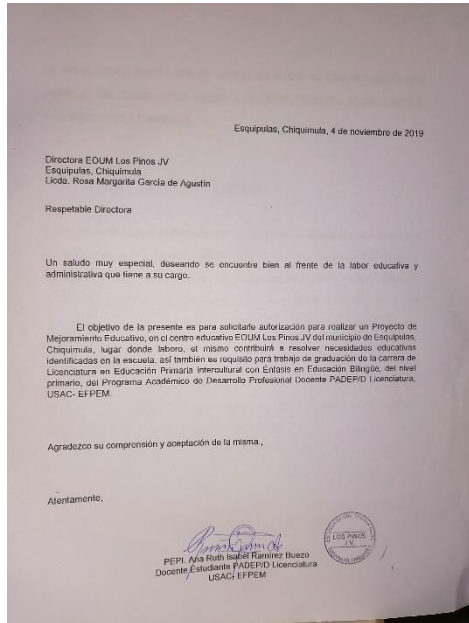 Esquipulas, Chiquimula, 4 de noviembre de 2019
Directora EOUM Los Pinos JV
Esquipulas, Chiquimula
Licda. Rosa Margarita García de Agustín
Respetable Directora
Un saludo muy especial, deseando se encuentre bien al frente de la labor educativa y
administrativa que tiene a su cargo.
El objetivo de la presente es para solicitarle autorización para realizar un Proyecto de
Mejoramiento Educativo, en el centro educativo EOUM Los Pinos JV del municipio de Esquipulas,
Chiquimula, lugar donde laboro, el mismo contribuirá a resolver necesidades educativas
identificadas en la escuela, así también es requisito para trabajo de graduación de la carrera de
Licenciatura en Educación Primaria Intercultural con Énfasis en Educación Bilingüe, del nivel
primario, del Programa Académico de Desarrollo Profesional Docente PADEP/D Licenciatura,
USAC- EFPEM.
Agradezco su comprensión y aceptación de la misma.,
Atentamente,
PEPI. Ana Ruth Isabel Ramírez Buezo
Docente Estudiante PADEP/D Licenciatura
USAC- EFPEM
LOS PINOS
J.V.